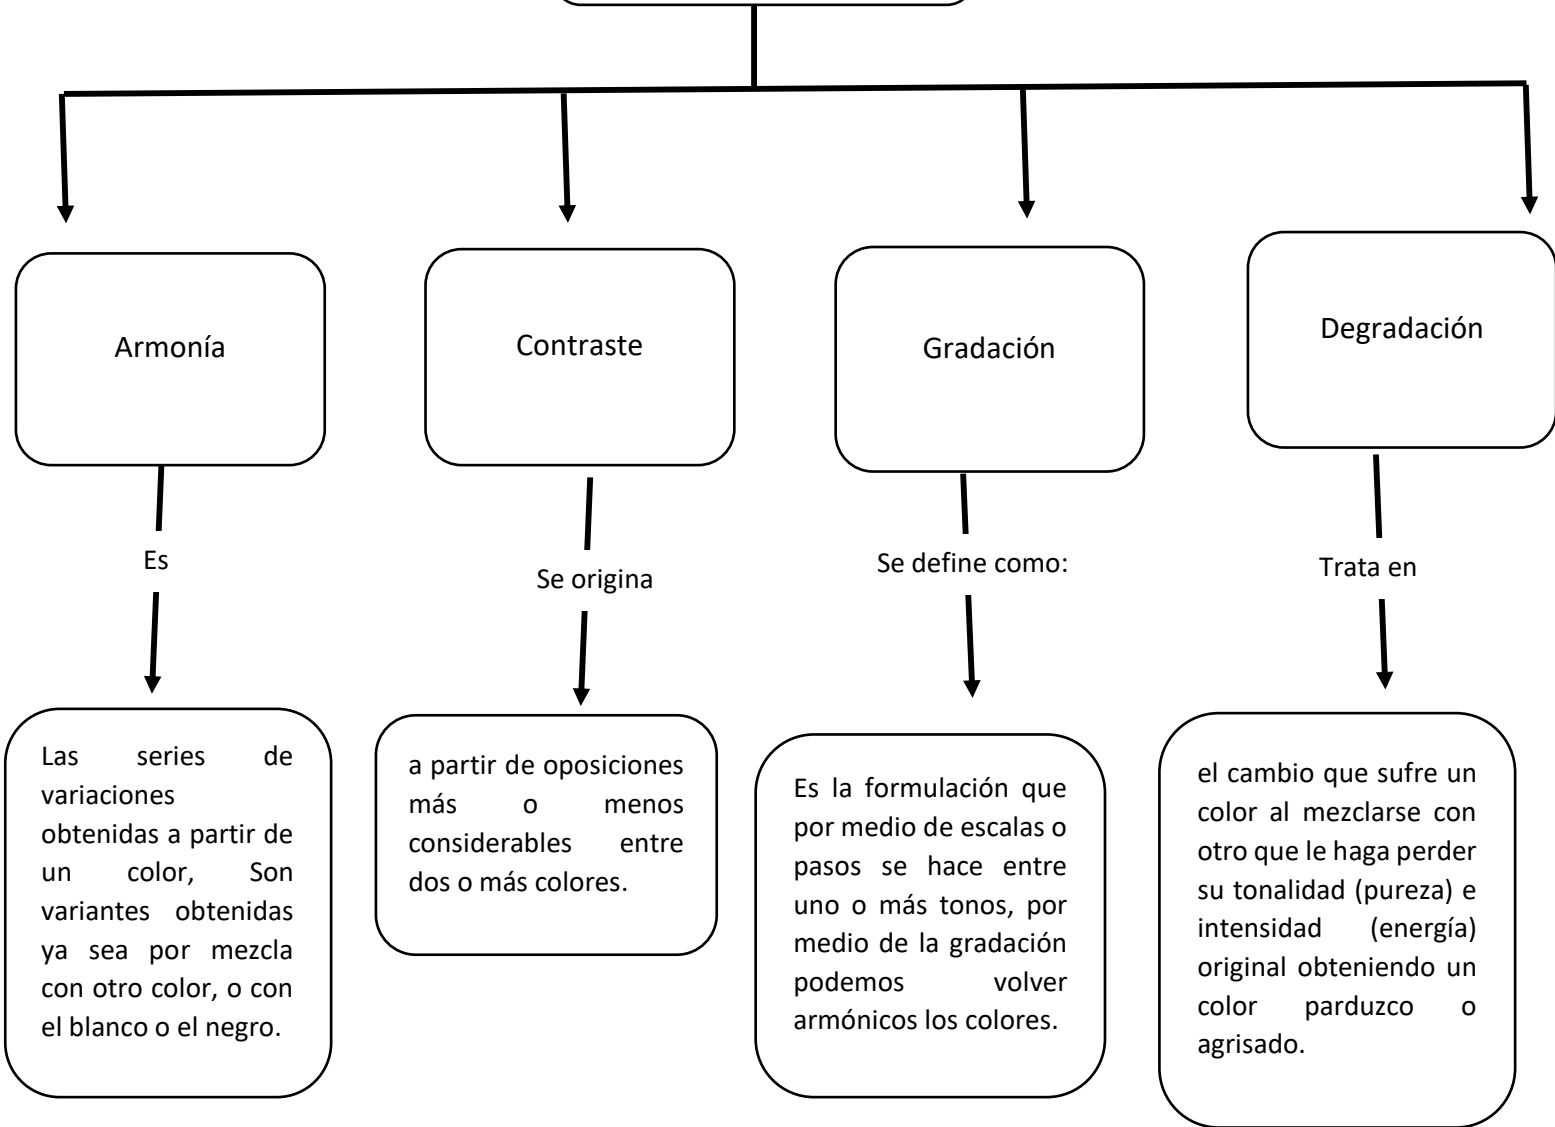 Armonía
Contraste
Gradación
Degradación
Es
Se origina
Se define como:
Trata en
Las series de
variaciones
obtenidas a partir de
un color, Son
variantes obtenidas
ya sea por mezcla
con otro color, o con
el blanco o el negro.
a partir de oposiciones
más o menos
considerables entre
dos o más colores.
Es la formulación que
por medio de escalas o
pasos se hace entre
uno o más tonos, por
medio de la gradación
podemos volver
armónicos los colores.
el cambio que sufre un
color al mezclarse con
otro que le haga perder
su tonalidad (pureza) e
intensidad (energía)
original obteniendo un
color parduzco o
agrisado.